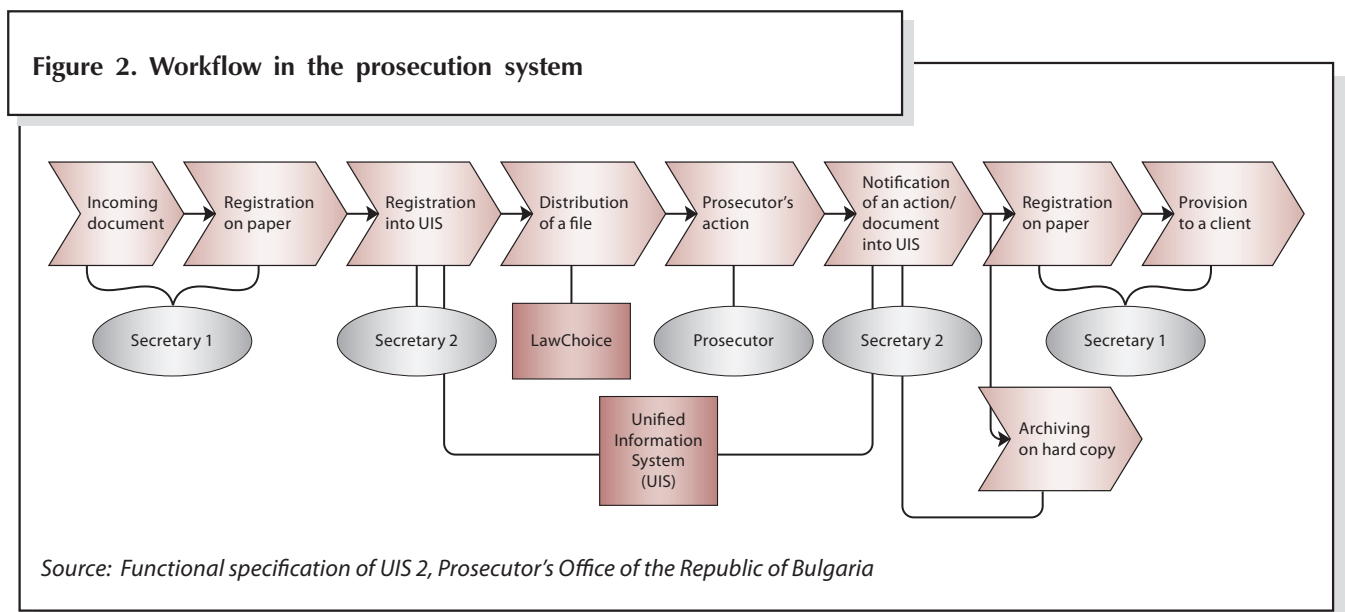 Figure 2. Workflow in the prosecution system
Incoming
document
Registration
on paper
Registration
into UIS
Distribution
of a file
Prosecutor's
action
Notification
of an action/
document
into UIS
Registration
on paper
Provision
to a client
Secretary 1
Secretary 2
LawChoice
Prosecutor
Secretary 2
Secretary 1
Unified
Information
System
(UIS)
Archiving
on hard copy
Source: Functional specification of UIS 2, Prosecutor's Office of the Republic of Bulgaria